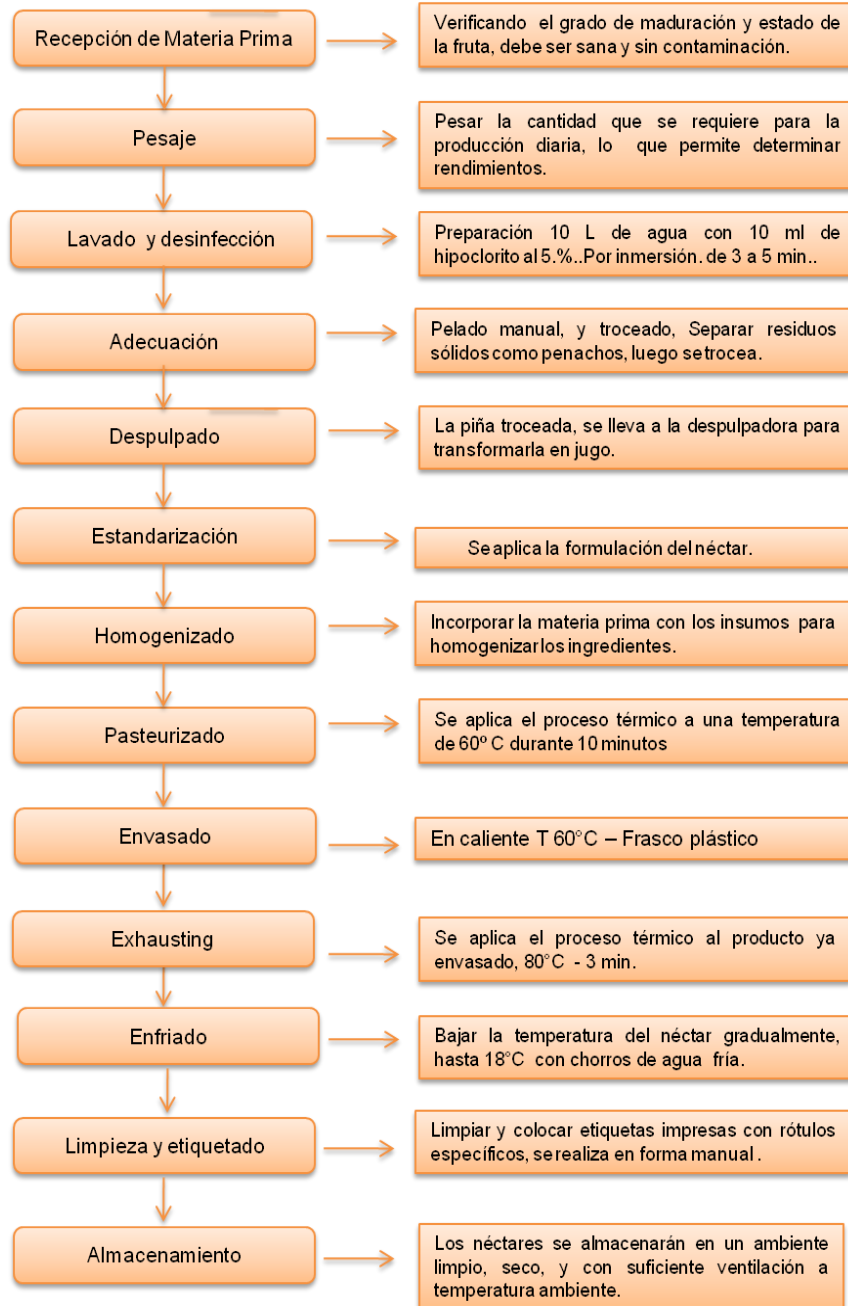 Recepción de Materia Prima
Verificando el grado de maduración y estado de
la fruta, debe ser sana y sin contaminación.
Pesaje
Pesar la cantidad que se requiere para la
producción diaria, lo que permite determinar
rendimientos.
Lavado y desinfección
Preparación 10 L de agua con 10 ml de
hipoclorito al 5.%..Por inmersión. de 3 a 5 min..
Adecuación
Pelado manual, y troceado, Separar residuos
sólidos como penachos, luego setrocea.
Despulpado
La piña troceada, se lleva a la despulpadora para
transformarla en jugo.
Estandarización
Se aplica la formulación del néctar.
Homogenizado
Incorporar la materia prima con los insumos para
homogenizar los ingredientes.
Pasteurizado
Se aplica el proceso térmico a una temperatura
de 60º C durante 10 minutos
Envasado
En caliente T 60°C – Frasco plástico
Exhausting
Se aplica el proceso térmico al producto ya
envasado, 80°C - 3 min.
Enfriado
Bajar la temperatura del néctar gradualmente,
hasta 18°C con chorros de agua fría.
Limpieza y etiquetado
Limpiar y colocar etiquetas impresas con rótulos
específicos, se realiza en forma manual .
Almacenamiento
Los néctares se almacenarán en un ambiente
limpio, seco, y con suficiente ventilación a
temperatura ambiente.